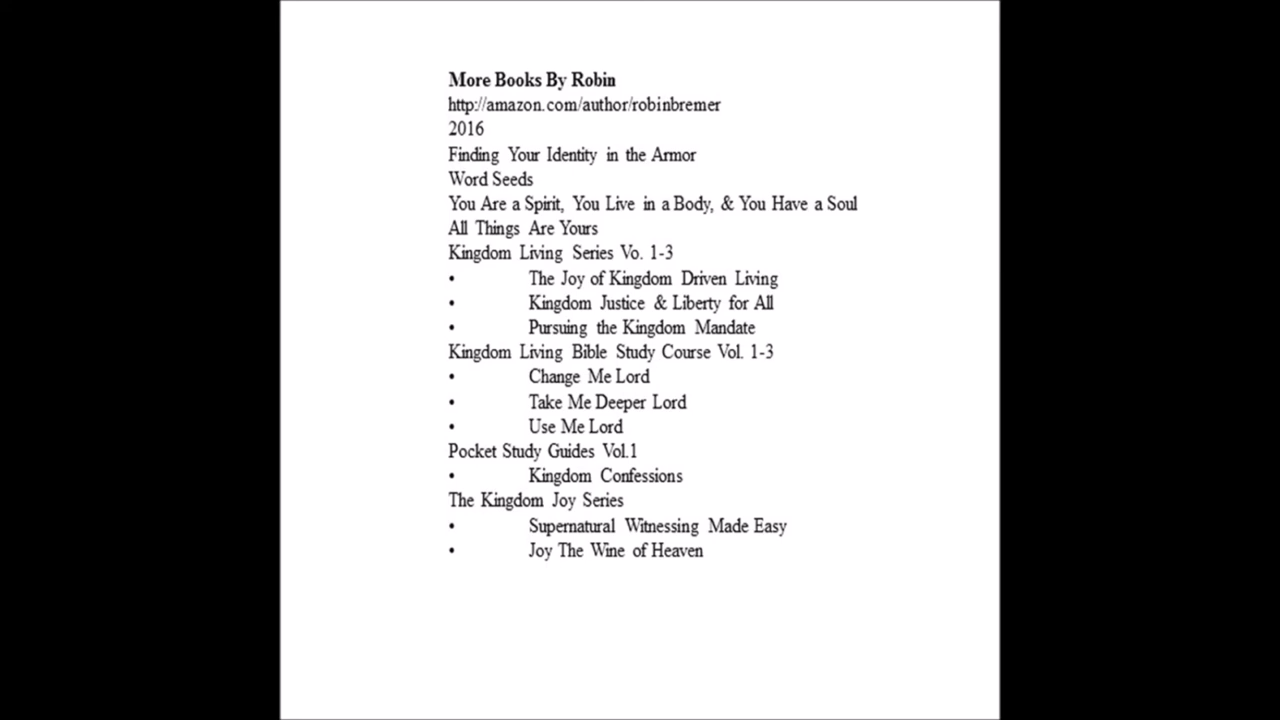 More Books By Robin
http://amazon.com/author/robinbremer
2016
Finding Your Identity in the Armor
Word Seeds
You Are a Spirit, You Live in a Body, & You Have a Soul
All Things Are Yours
Kingdom Living Series Vo. 1-3
• The Joy of Kingdom Driven Living
• Kingdom Justice & Liberty for All
• Pursuing the Kingdom Mandate
Kingdom Living Bible Study Course Vol. 1-3
• Change Me Lord
• Take Me Deeper Lord
• Use Me Lord
Pocket Study Guides Vol.1
• Kingdom Confessions
The Kingdom Joy Series
• Supernatural Witnessing Made Easy
• Joy The Wine of Heaven